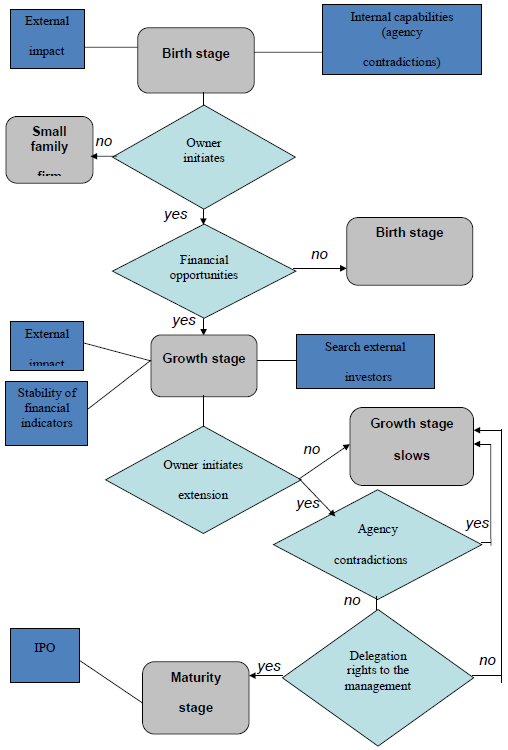 External
impact
Birth stage
Internal capabilities
(agency
contradictions)
Small
family
firm
no
Owner
initiates
yes
Financial
opportunities
no
Birth stage
yes
External
impact
Growth stage
Search external
investors
Stability of
financial
indicators
Owner initiates
extension
no
Growth stage
slows
yes
Agency
contradictions
yes
no
IPO
Maturity
stage
yes
Delegation
rights to the
management
no